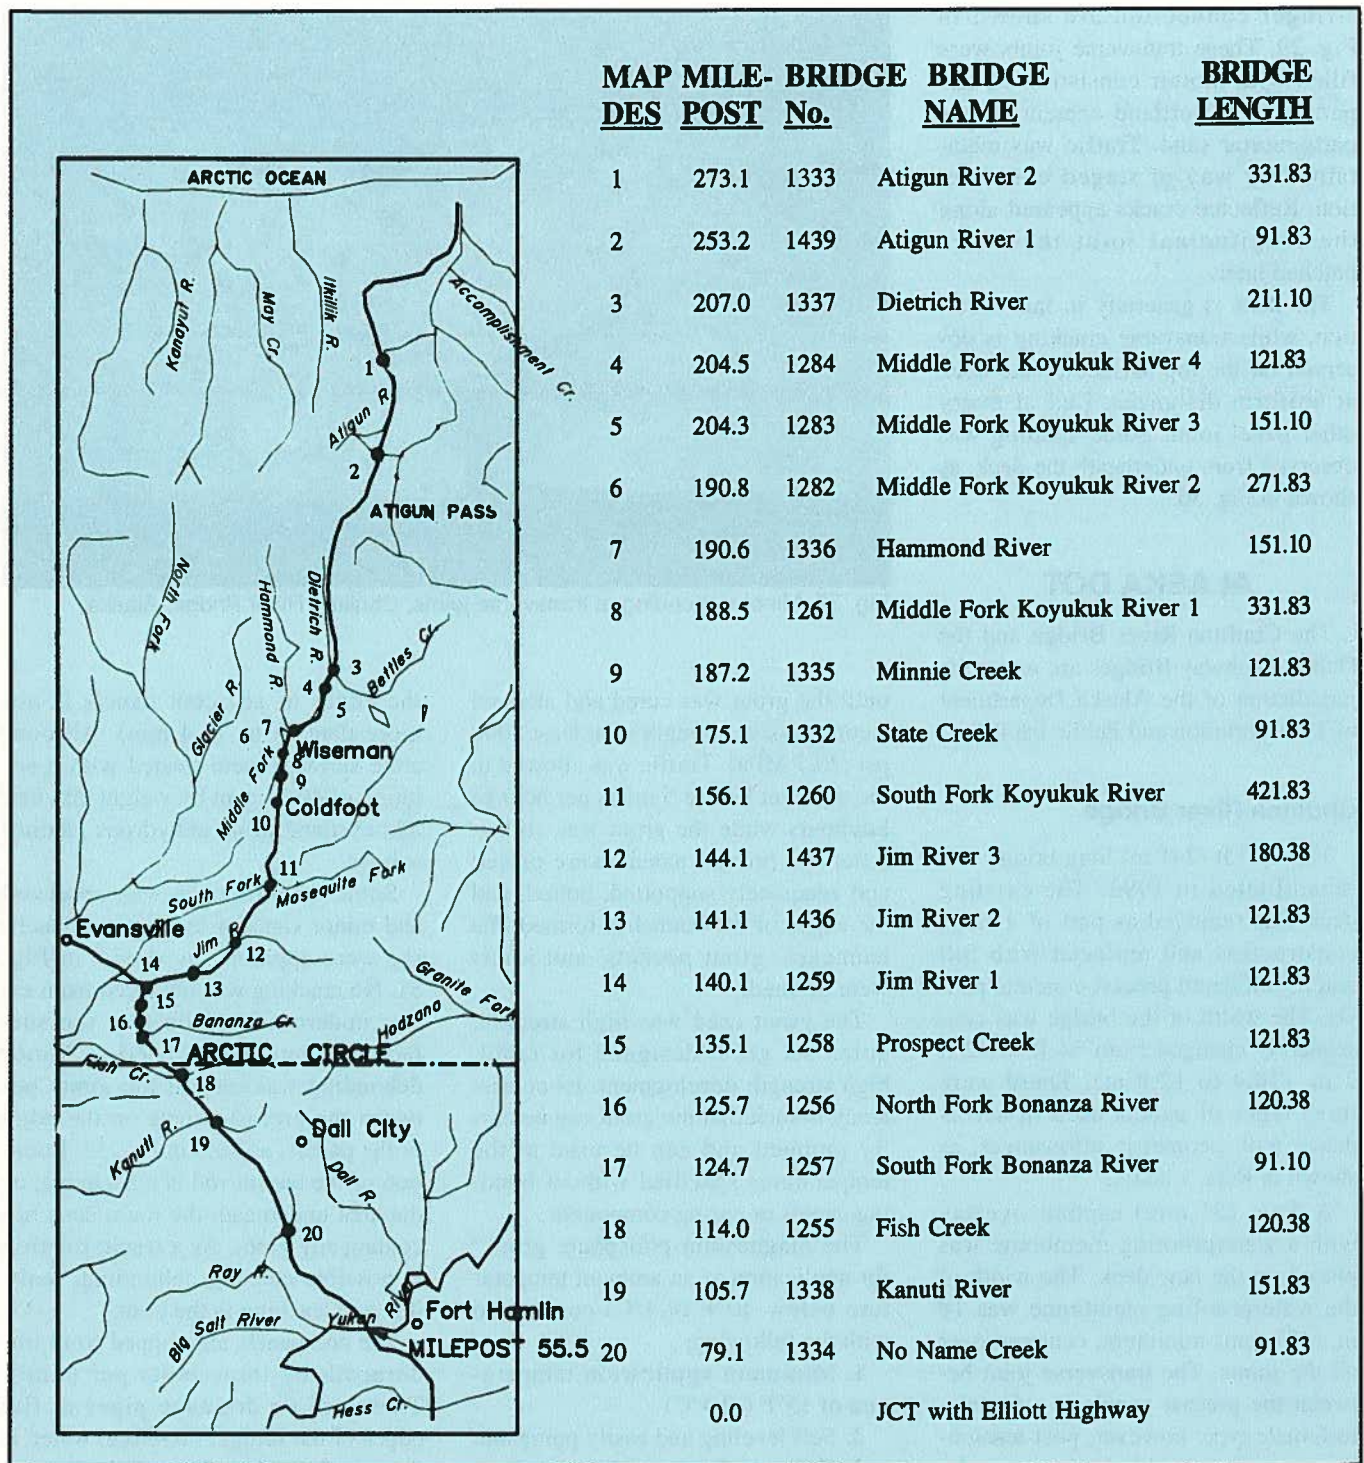 MAP MILE- BRIDGE BRIDGE BRIDGE
DES POST No. NAME LENGTH
1 273.1 1333 Atigun River 2 331.83
2 253.2 1439 Atigun River 1 91.83
3 207.0 1337 Dietrich River 211.10
4 204.5 1284 Middle Fork Koyukuk River 4 121.83
5 204.3 1283 Middle Fork Koyukuk River 3 151.10
6 190.8 1282 Middle Fork Koyukuk River 2 271.83
7 190.6 1336 Hammond River 151.10
8 188.5 1261 Middle Fork Koyukuk River 1 331.83
9 187.2 1335 Minnie Creek 121.83
10 175.1 1332 State Creek 91.83
11 156.1 1260 South Fork Koyukuk River 421.83
12 144.1 1437 Jim River 3 180.38
13 141.1 1436 Jim River 2 121.83
14 140.1 1259 Jim River 1 121.83
15 135.1 1258 Prospect Creek 121.83
16 125.7 1256 North Fork Bonanza River 120.38
17 124.7 1257 South Fork Bonanza River 91.10
18 114.0 1255 Fish Creek 120.38
19 105.7 1338 Kanuti River 151.83
20 79.1 1334 No Name Creek 91.83
0.0 JCT with Elliott Highway
ARCTIC OCEAN
Kanayut R.
May Cr.
Itkilik R.
Accomplishment Cr.
1
Atigun R.
2
ATIGUN PASS
North Fork
Hammond R.
Dietrich R.
Glacier R.
3
Bettles Cr.
4
5
7
6
Wiseman
8
Middle Fork
9
Coldfoot
10
11
South Fork
Mosequite Fork
Evansville
Jim R.
12
14
13
Granite Fork
15
16
Bananza Cr.
Hodzana
17
ARCTIC CIRCLE
Fish Cr.
18
19
Dall City
Kanuti R.
Dall R.
20
Ray R.
Big Salt River
Yukan River
Fort Hamlin
MILEPOST 55.5
Hess Cr.